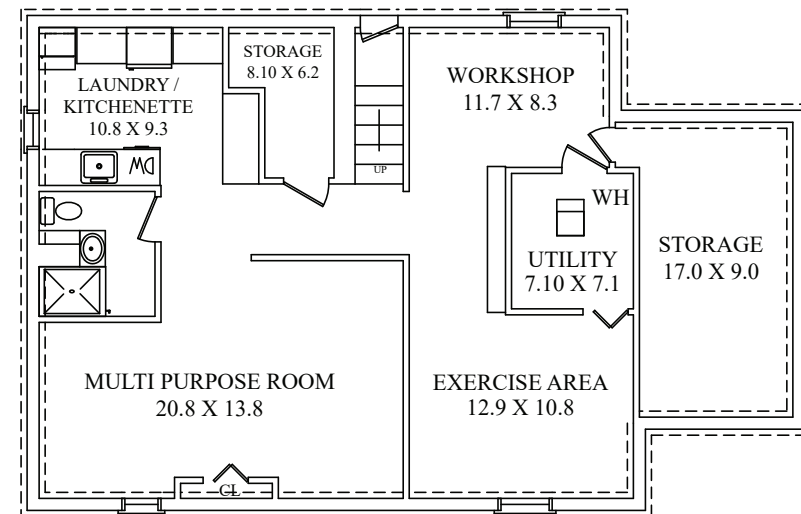 STORAGE
8.10 X 6.2
LAUNDRY /
KITCHENETTE
10.8 X 9.3
WORKSHOP
11.7 X 8.3
UP
DW
WH
UTILITY
7.10 X 7.1
STORAGE
17.0 X 9.0
MULTI PURPOSE ROOM
20.8 X 13.8
EXERCISE AREA
12.9 X 10.8
CL